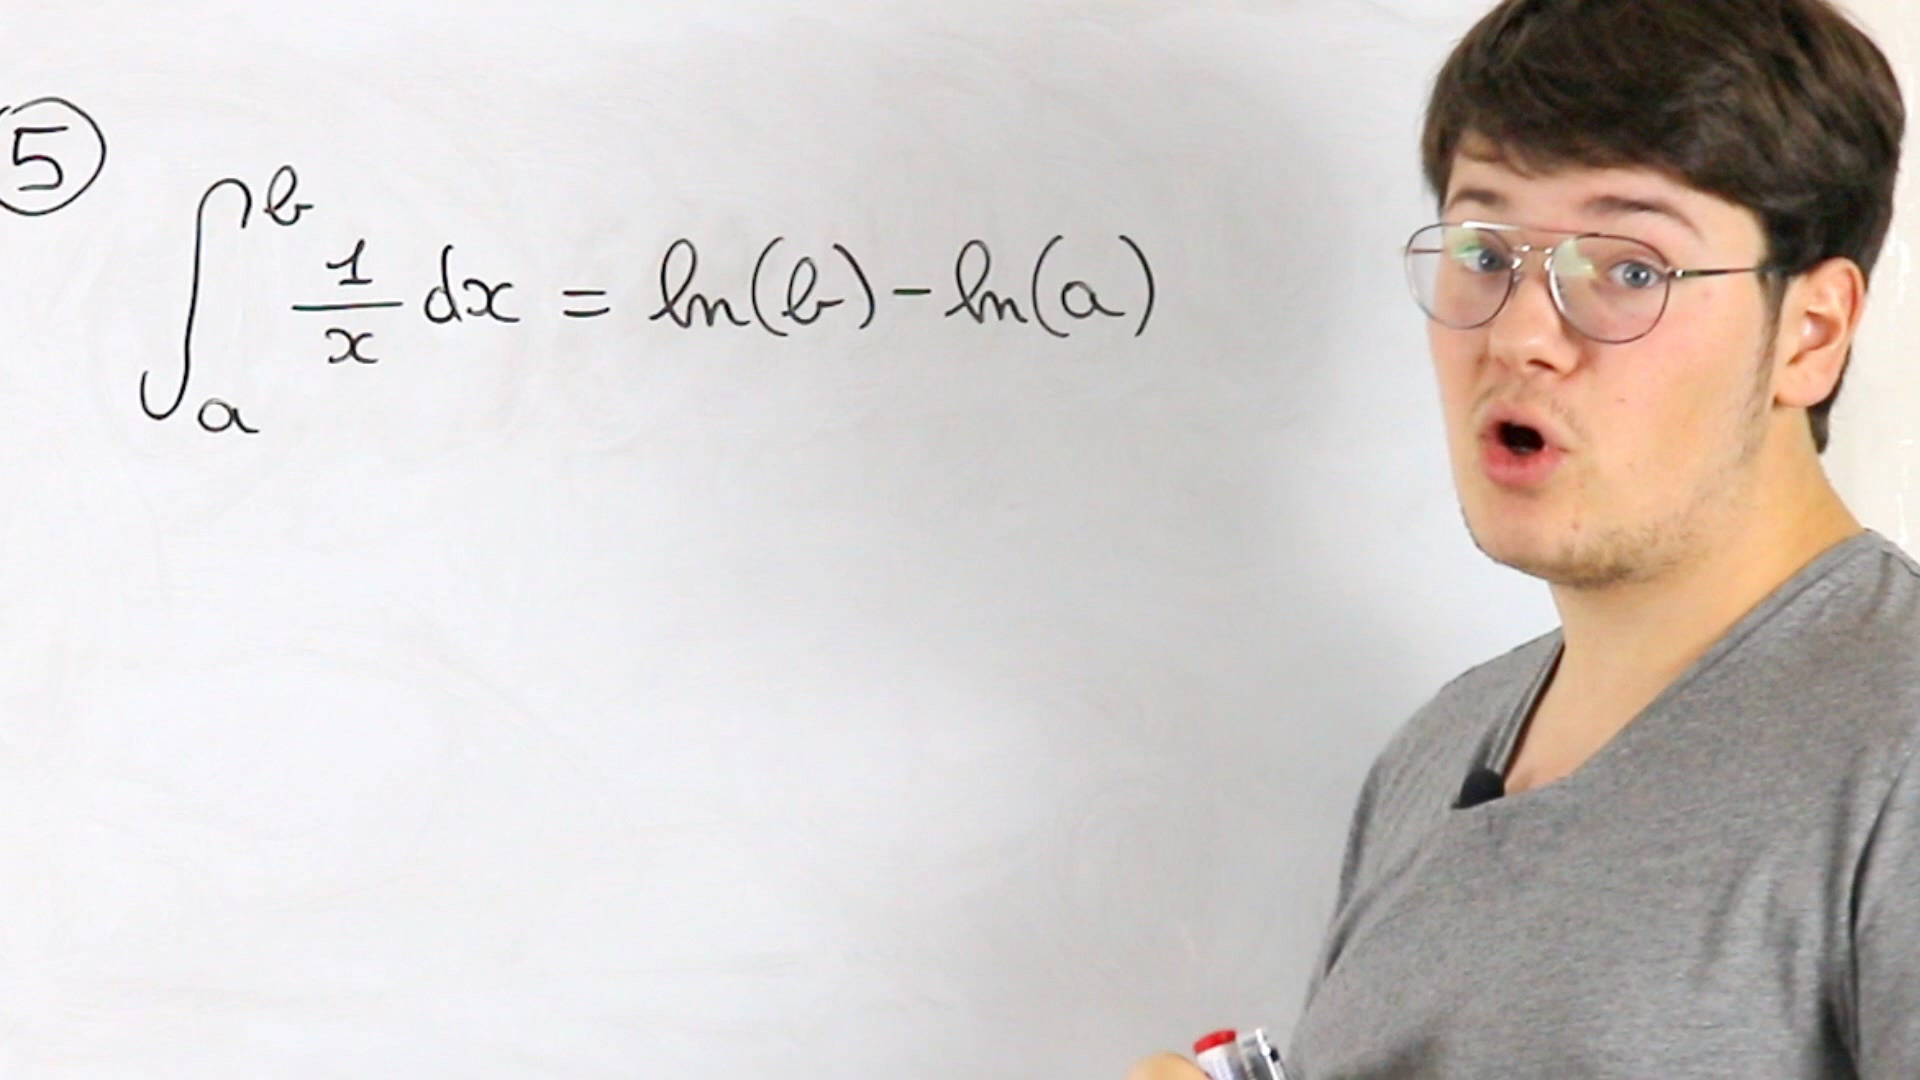 5
∫_a^b 1/x dx = ln(b) - ln(a)